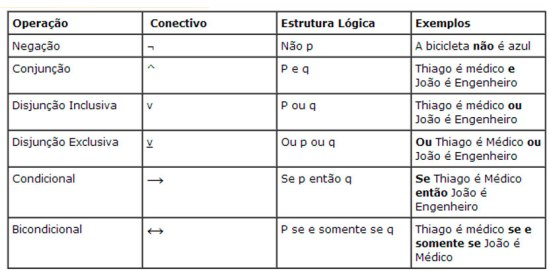 Operação Conectivo Estrutura Lógica Exemplos
Negação ¬ Não p A bicicleta não é azul
Conjunção ^ P e q Thiago é médico e
João é Engenheiro
Disjunção Inclusiva v P ou q Thiago é médico ou
João é Engenheiro
Disjunção Exclusiva v Ou p ou q Ou Thiago é Médico ou
João é Engenheiro
Condicional → Se p então q Se Thiago é Médico
então João é
Engenheiro
Bicondicional ↔ P se e somente se q Thiago é médico se e
somente se João é
Médico